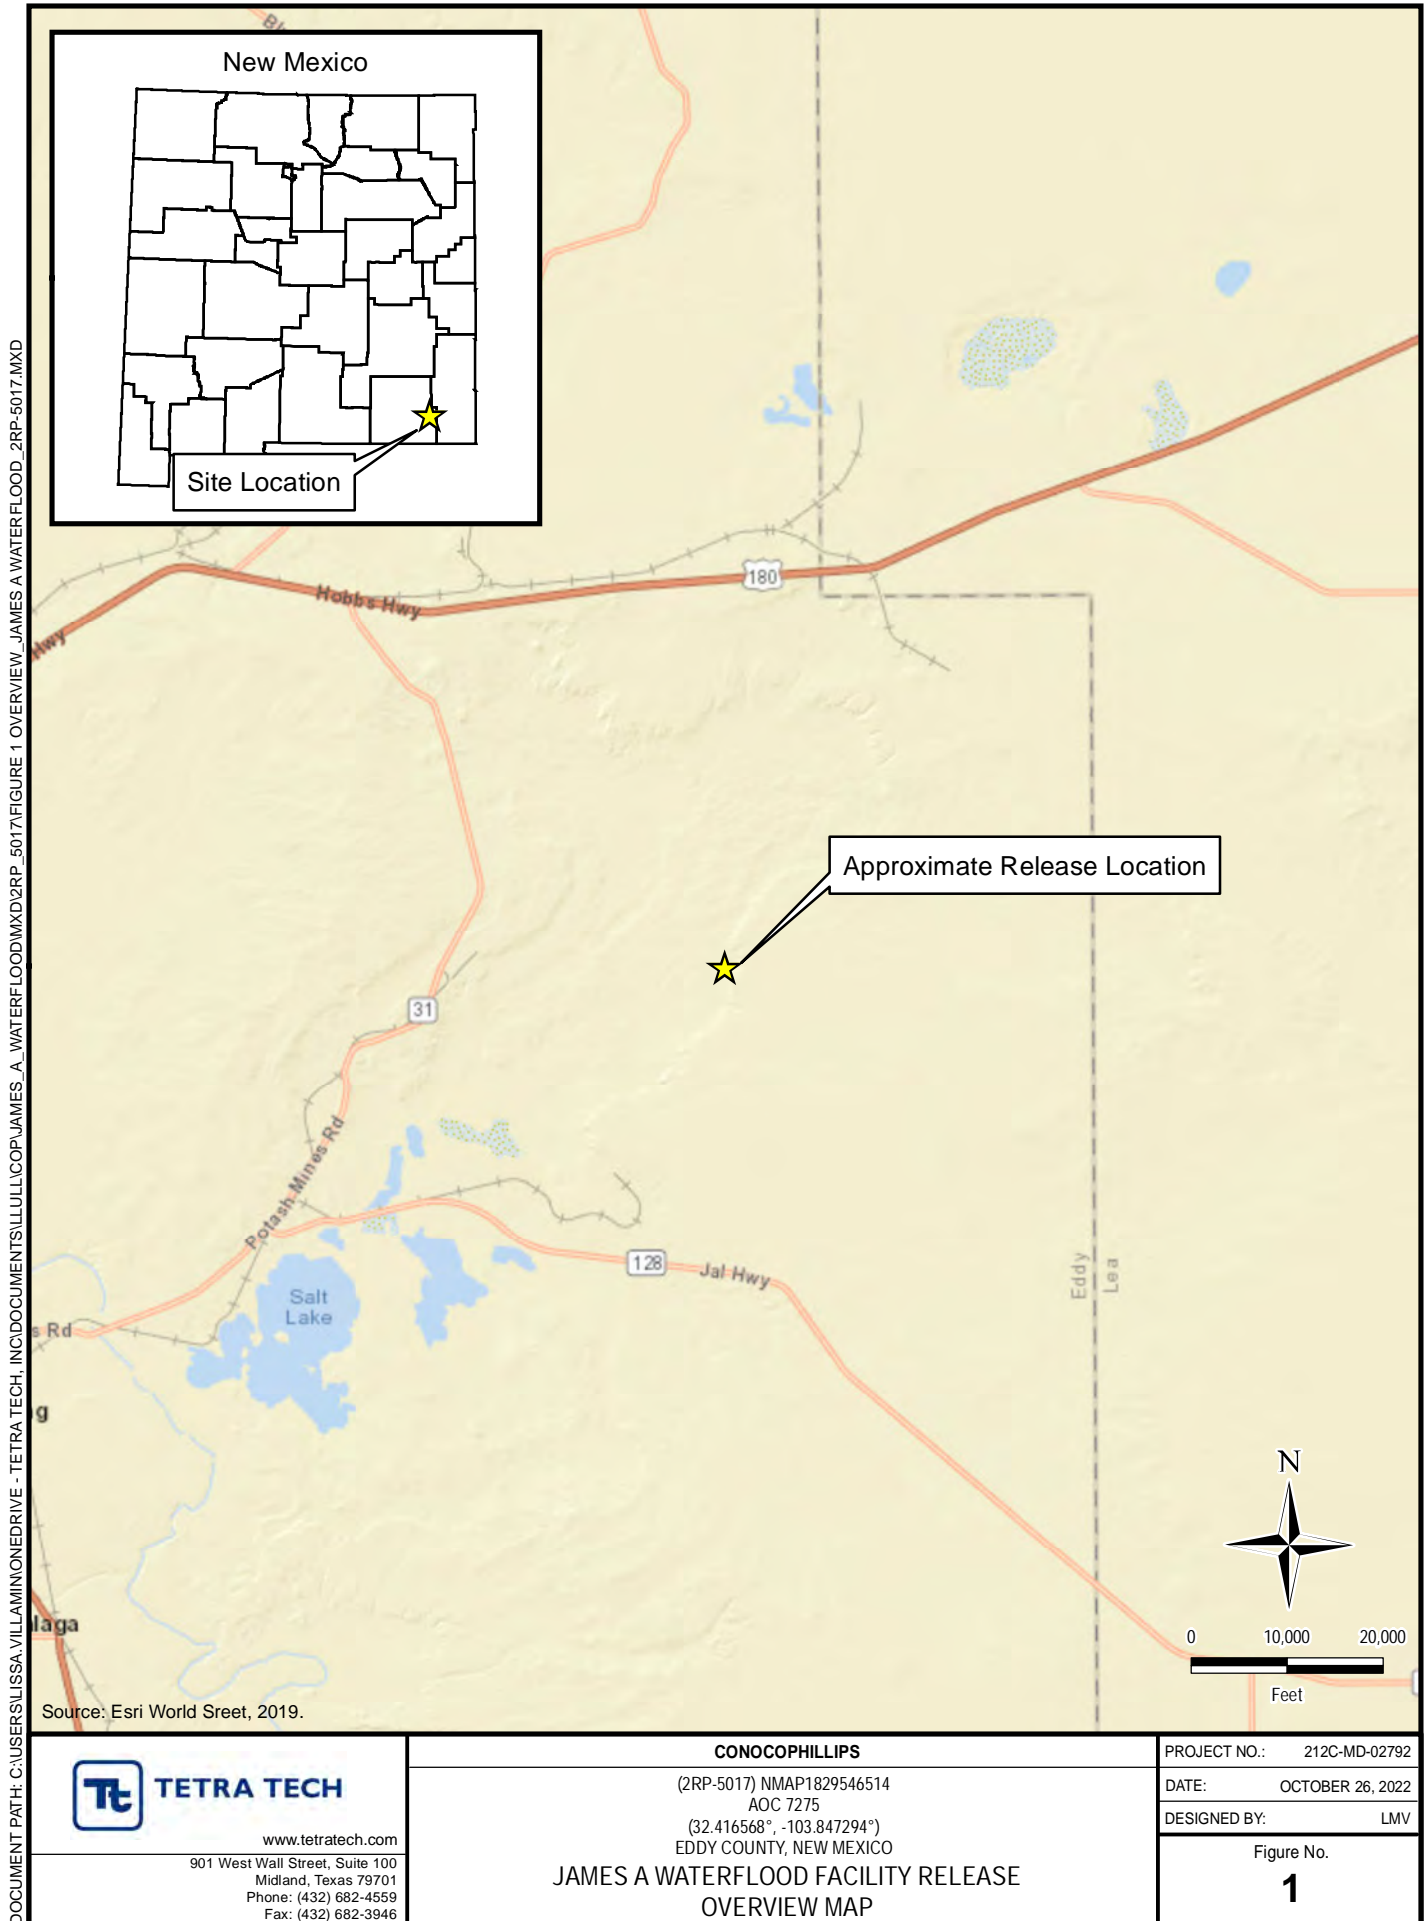 New Mexico
Site Location
180
Hobbs Hwy
Hwy
Approximate Release Location
31
Potash Mines Rd
128
Jal Hwy
Eddy
Lea
Salt
Lake
s Rd
N
0 10,000 20,000
Feet
Source: Esri World Sreet, 2019.
DOCUMENT PATH: C:\USERS\LISSA.VILLAMIN\ONEDRIVE - TETRA TECH, INC\DOCUMENTS\LLULL\COP\JAMES_A_WATERFLOOD\MXD\2RP_5017\FIGURE 1 OVERVIEW_JAMES A WATERFLOOD_2RP-5017.MXD
Tt TETRA TECH
www.tetratech.com
901 West Wall Street, Suite 100
Midland, Texas 79701
Phone: (432) 682-4559
Fax: (432) 682-3946
CONOCOPHILLIPS
(2RP-5017) NMAP1829546514
AOC 7275
(32.416568°, -103.847294°)
EDDY COUNTY, NEW MEXICO
JAMES A WATERFLOOD FACILITY RELEASE
OVERVIEW MAP
PROJECT NO.: 212C-MD-02792
DATE: OCTOBER 26, 2022
DESIGNED BY: LMV
Figure No.
1